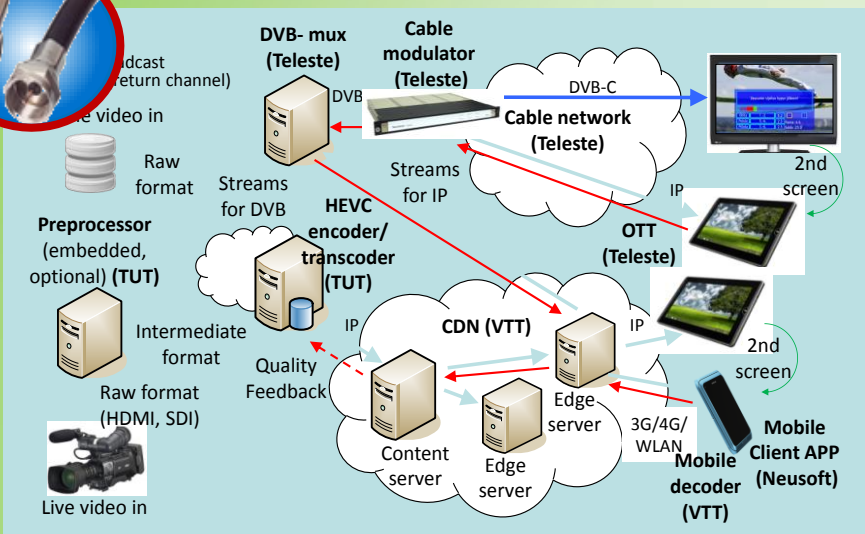 DVB- mux
(Teleste)
Cable
modulator
(Teleste)
return channel)
video in
Raw
format
DVB
DVB-C
Cable network
(Teleste)
Streams
for DVB
Streams
for IP
IP
2nd
screen
OTT
(Teleste)
Preprocessor
(embedded,
optional) (TUT)
HEVC
encoder/
transcoder
(TUT)
Intermediate
format
IP
CDN (VTT)
IP
Quality
Feedback
2nd
screen
Raw format
(HDMI, SDI)
Content
server
Edge
server
Edge
server
3G/4G/
WLAN
Mobile
decoder
(VTT)
Mobile
Client APP
(Neusoft)
Live video in